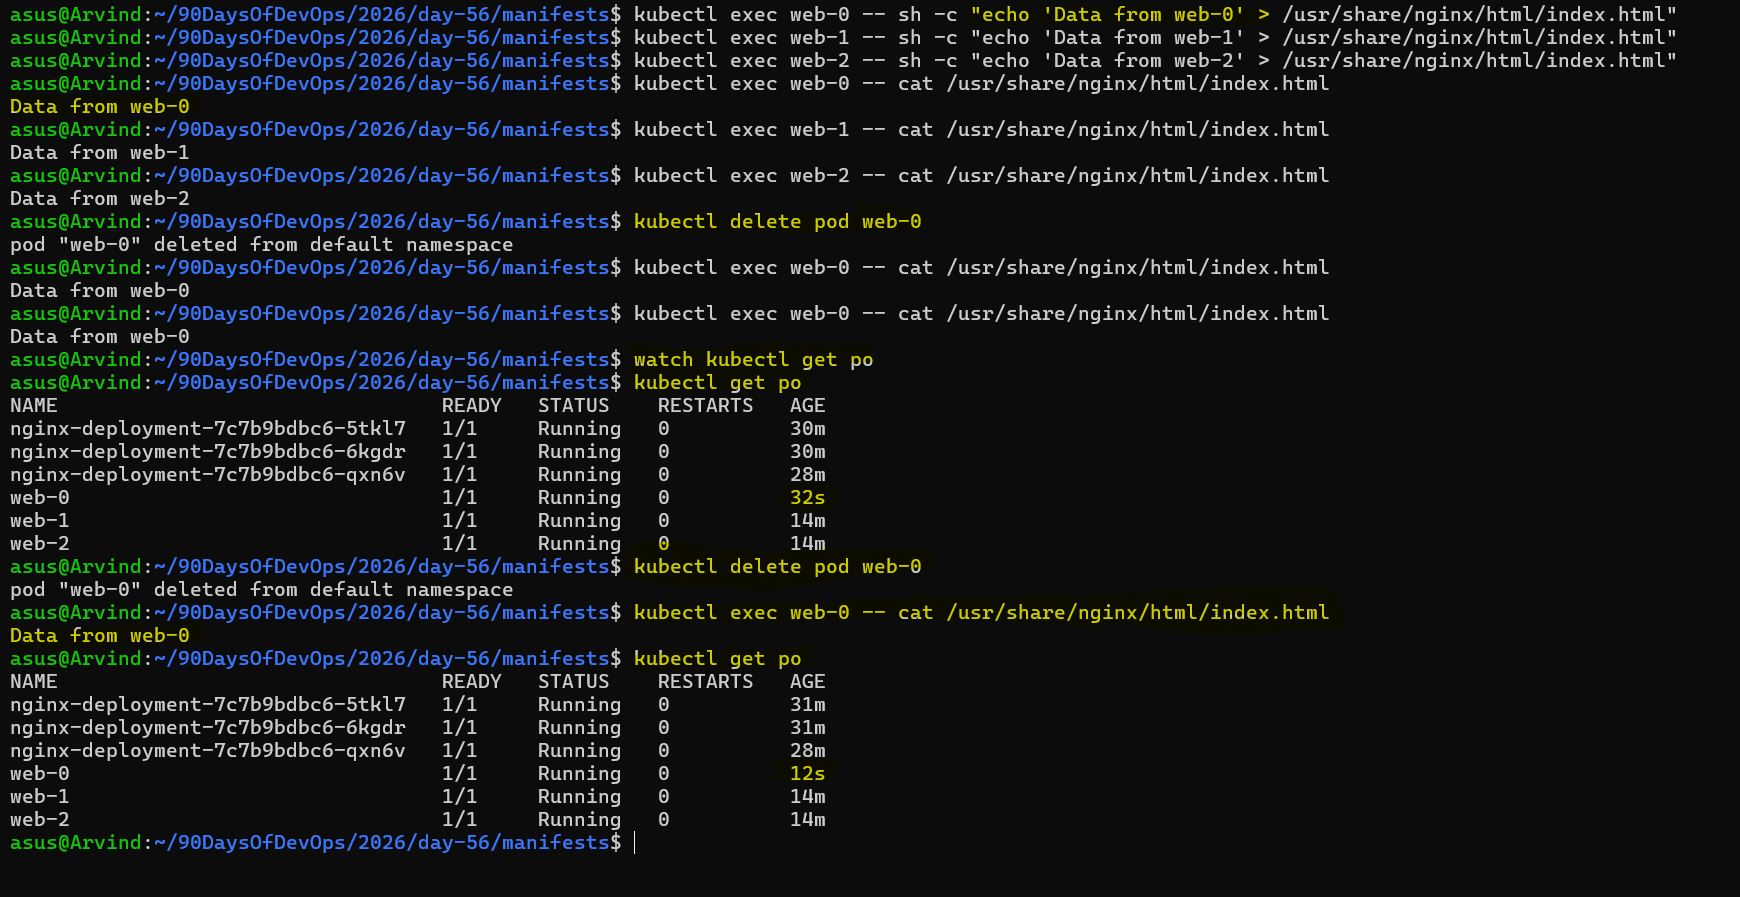 asus@Arvind:~/90DaysOfDevOps/2026/day-56/manifests$ kubectl exec web-0 -- sh -c "echo 'Data from web-0' > /usr/share/nginx/html/index.html"
asus@Arvind:~/90DaysOfDevOps/2026/day-56/manifests$ kubectl exec web-1 -- sh -c "echo 'Data from web-1' > /usr/share/nginx/html/index.html"
asus@Arvind:~/90DaysOfDevOps/2026/day-56/manifests$ kubectl exec web-2 -- sh -c "echo 'Data from web-2' > /usr/share/nginx/html/index.html"
asus@Arvind:~/90DaysOfDevOps/2026/day-56/manifests$ kubectl exec web-0 -- cat /usr/share/nginx/html/index.html
Data from web-0
asus@Arvind:~/90DaysOfDevOps/2026/day-56/manifests$ kubectl exec web-1 -- cat /usr/share/nginx/html/index.html
Data from web-1
asus@Arvind:~/90DaysOfDevOps/2026/day-56/manifests$ kubectl exec web-2 -- cat /usr/share/nginx/html/index.html
Data from web-2
asus@Arvind:~/90DaysOfDevOps/2026/day-56/manifests$ kubectl delete pod web-0
pod "web-0" deleted from default namespace
asus@Arvind:~/90DaysOfDevOps/2026/day-56/manifests$ kubectl exec web-0 -- cat /usr/share/nginx/html/index.html
Data from web-0
asus@Arvind:~/90DaysOfDevOps/2026/day-56/manifests$ kubectl exec web-0 -- cat /usr/share/nginx/html/index.html
Data from web-0
asus@Arvind:~/90DaysOfDevOps/2026/day-56/manifests$ watch kubectl get po
asus@Arvind:~/90DaysOfDevOps/2026/day-56/manifests$ kubectl get po
NAME                                READY   STATUS    RESTARTS   AGE
nginx-deployment-7c7b9bdbc6-5tkl7   1/1     Running   0          30m
nginx-deployment-7c7b9bdbc6-6kgdr   1/1     Running   0          30m
nginx-deployment-7c7b9bdbc6-qxn6v   1/1     Running   0          28m
web-0                               1/1     Running   0          32s
web-1                               1/1     Running   0          14m
web-2                               1/1     Running   0          14m
asus@Arvind:~/90DaysOfDevOps/2026/day-56/manifests$ kubectl delete pod web-0
pod "web-0" deleted from default namespace
asus@Arvind:~/90DaysOfDevOps/2026/day-56/manifests$ kubectl exec web-0 -- cat /usr/share/nginx/html/index.html
Data from web-0
asus@Arvind:~/90DaysOfDevOps/2026/day-56/manifests$ kubectl get po
NAME                                READY   STATUS    RESTARTS   AGE
nginx-deployment-7c7b9bdbc6-5tkl7   1/1     Running   0          31m
nginx-deployment-7c7b9bdbc6-6kgdr   1/1     Running   0          31m
nginx-deployment-7c7b9bdbc6-qxn6v   1/1     Running   0          28m
web-0                               1/1     Running   0          12s
web-1                               1/1     Running   0          14m
web-2                               1/1     Running   0          14m
asus@Arvind:~/90DaysOfDevOps/2026/day-56/manifests$